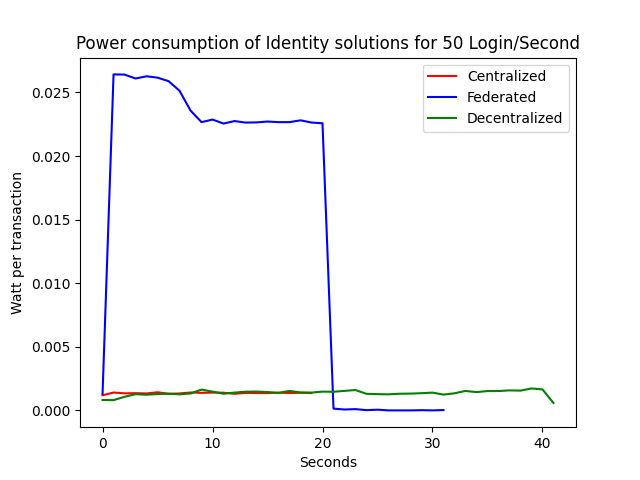 Power consumption of Identity solutions for 50 Login/Second
Centralized
Federated
Decentralized
0.025
0.020
0.015
0.010
0.005
0.000
Watt per transaction
0 10 20 30 40
Seconds